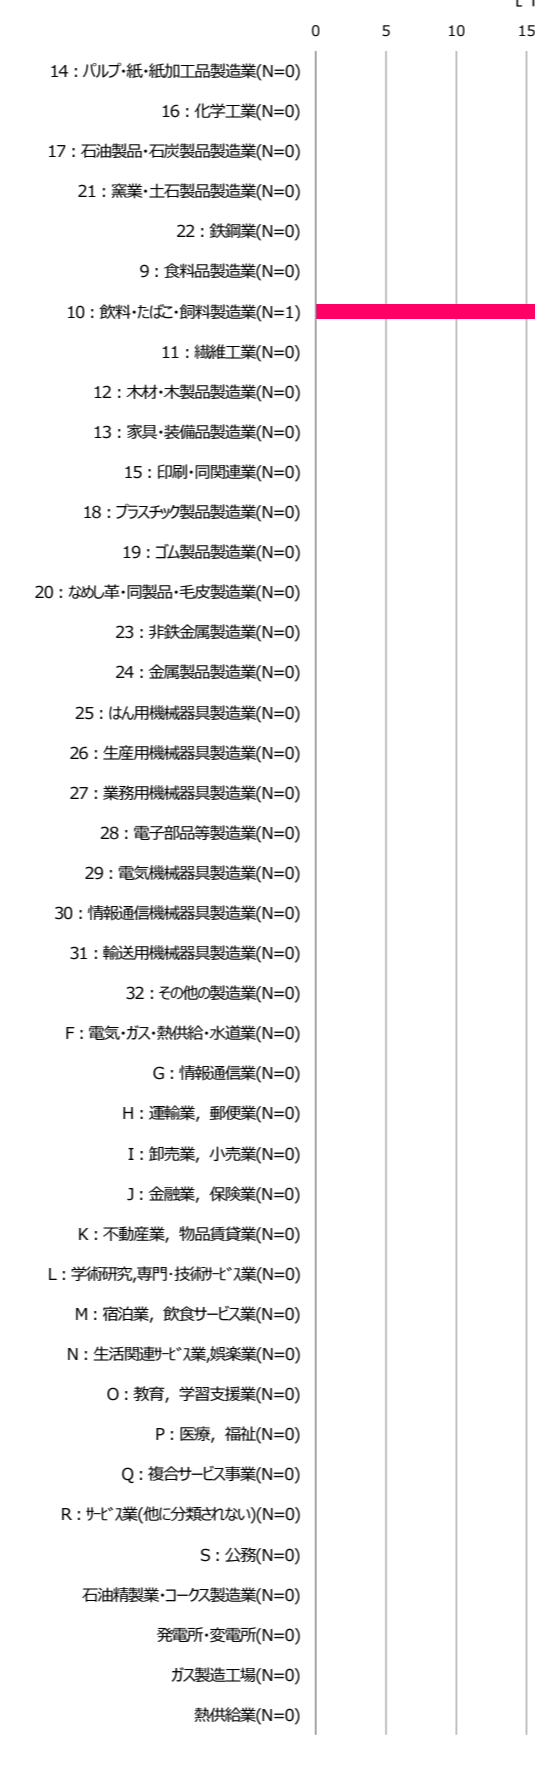 0 5 10 15
14：パルプ・紙・紙加工品製造業(N=0)
16：化学工業(N=0)
17：石油製品・石炭製品製造業(N=0)
21：窯業・土石製品製造業(N=0)
22：鉄鋼業(N=0)
9：食料品製造業(N=0)
10：飲料・たばこ・飼料製造業(N=1)
11：繊維工業(N=0)
12：木材・木製品製造業(N=0)
13：家具・装備品製造業(N=0)
15：印刷・同関連業(N=0)
18：プラスチック製品製造業(N=0)
19：ゴム製品製造業(N=0)
20：なめし革・同製品・毛皮製造業(N=0)
23：非鉄金属製造業(N=0)
24：金属製品製造業(N=0)
25：はん用機械器具製造業(N=0)
26：生産用機械器具製造業(N=0)
27：業務用機械器具製造業(N=0)
28：電子部品等製造業(N=0)
29：電気機械器具製造業(N=0)
30：情報通信機械器具製造業(N=0)
31：輸送用機械器具製造業(N=0)
32：その他の製造業(N=0)
F：電気・ガス・熱供給・水道業(N=0)
G：情報通信業(N=0)
H：運輸業，郵便業(N=0)
I：卸売業，小売業(N=0)
J：金融業，保険業(N=0)
K：不動産業，物品賃貸業(N=0)
L：学術研究,専門・技術ｻｰﾋﾞｽ業(N=0)
M：宿泊業，飲食サービス業(N=0)
N：生活関連ｻｰﾋﾞｽ業,娯楽業(N=0)
O：教育，学習支援業(N=0)
P：医療，福祉(N=0)
Q：複合サービス事業(N=0)
R：ｻｰﾋﾞｽ業(他に分類されない)(N=0)
S：公務(N=0)
石油精製業・コークス製造業(N=0)
発電所・変電所(N=0)
ガス製造工場(N=0)
熱供給業(N=0)